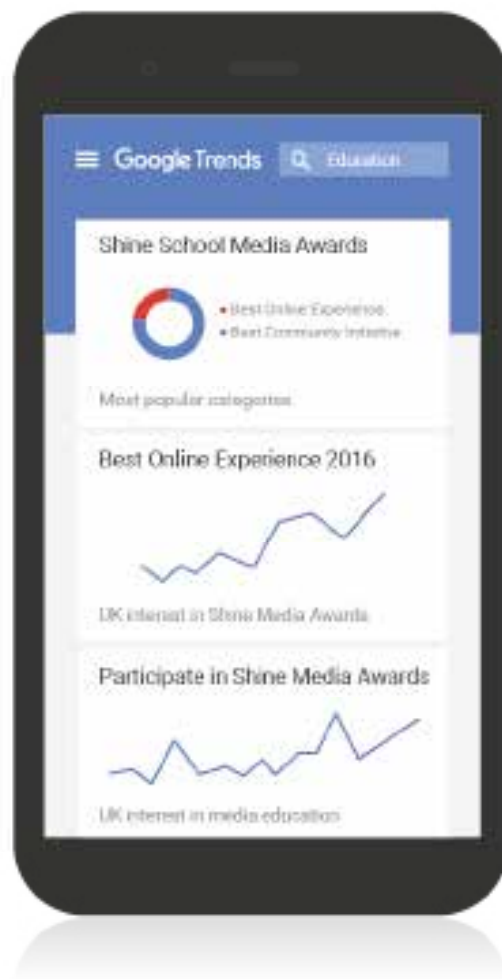 Google Trends
Education
Shine School Media Awards
• Best Online Experience
• Best Community Initiative
Most popular categories
Best Online Experience 2016
UK interest in Shine Media Awards
Participate in Shine Media Awards
UK interest in media education